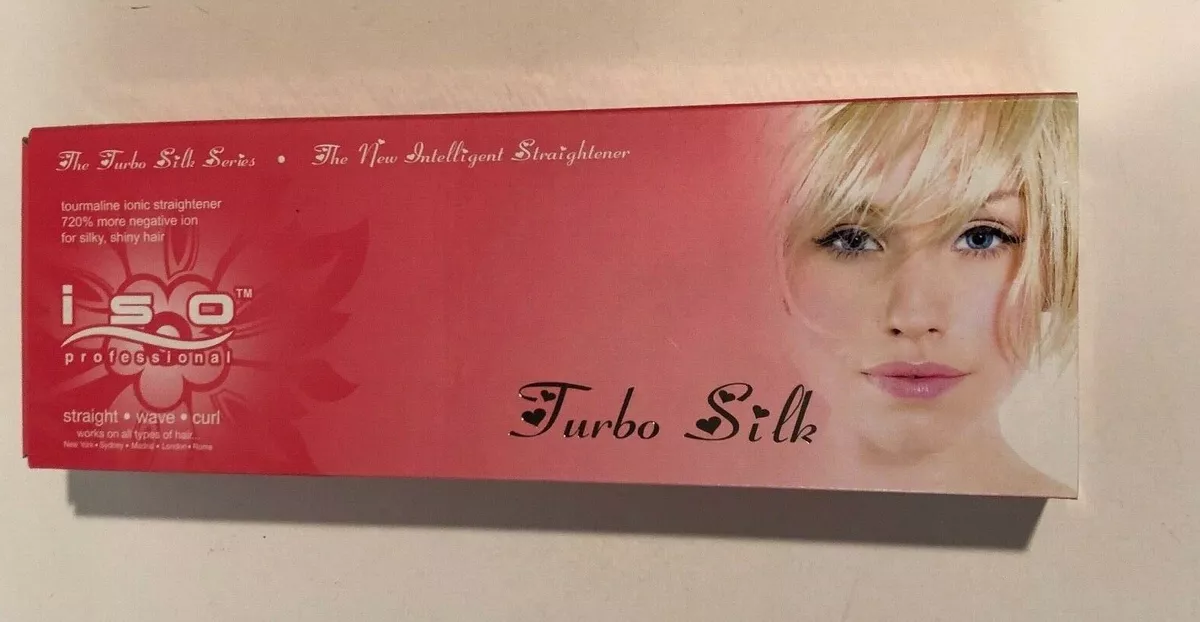 The Turbo Silk Series • The New Intelligent Straightener
tourmaline ionic straightener
720% more negative ion
for silky, shiny hair
iso™
professional
straight • wave • curl
works on all types of hair...
New York • Sydney • Madrid • London • Rome
Turbo Silk